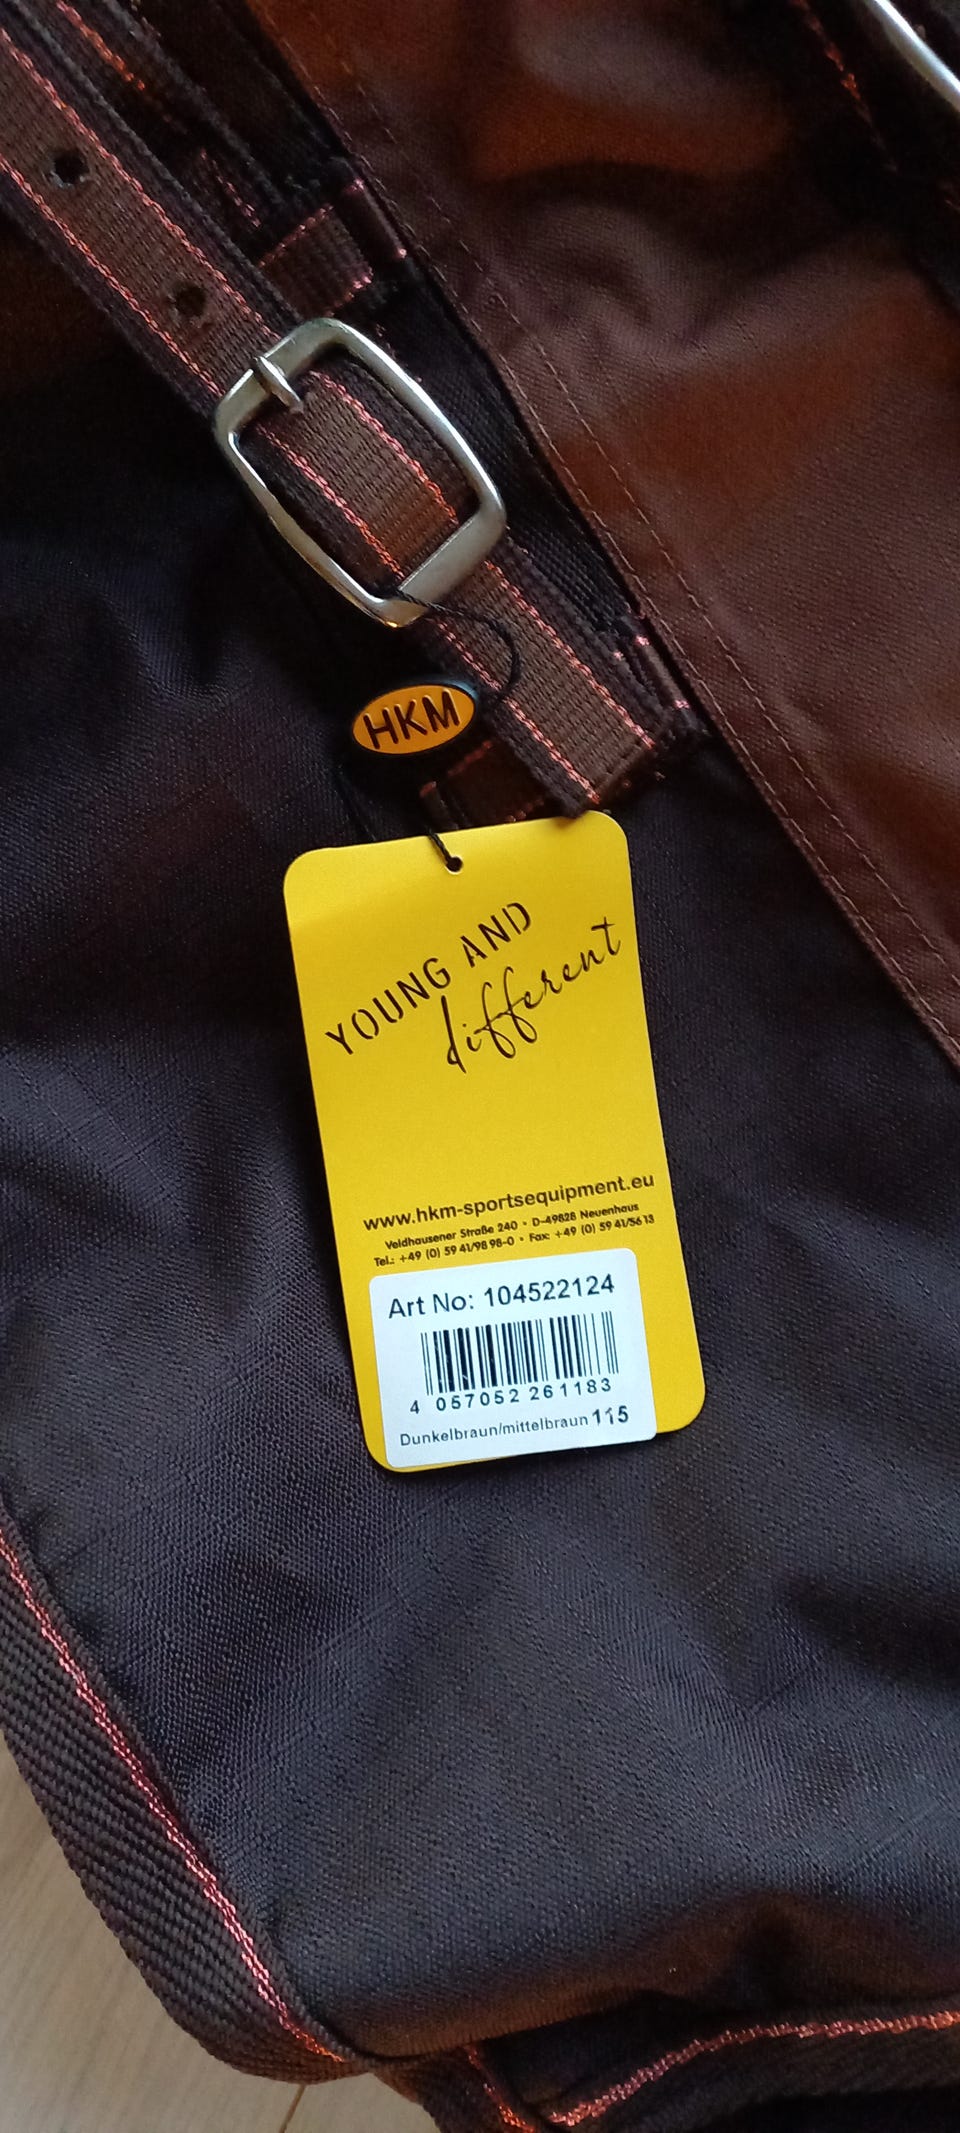 HKM
YOUNG AND
different
www.hkm-sportsequipment.eu
Veldhausener Straße 240 • D-49828 Neuenhaus
Tel.: +49 (0) 59 41/98 98-0 • Fax: +49 (0) 59 41/56 13
Art No: 104522124
4 057052 261183
Dunkelbraun/mittelbraun 115